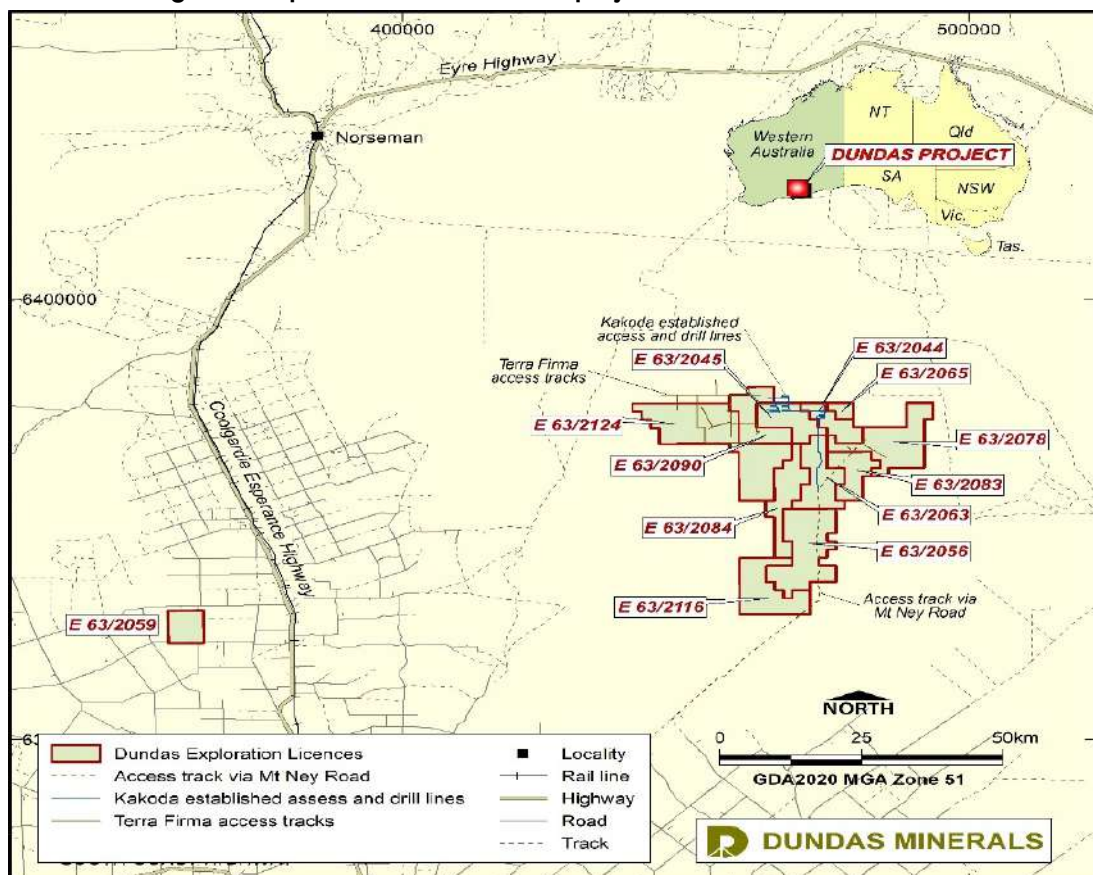 400000
500000
Eyre Highway
Norseman
NT
Western
Australia
Qld
DUNDAS PROJECT
SA
NSW
Vic.
Tas.
6400000
Kakoda established
access and drill lines
E 63/2044
E 63/2045
E 63/2065
Terra Firma
access tracks
E 63/2124
E 63/2078
E 63/2090
E 63/2083
Coolgardie Esperance Highway
E 63/2063
E 63/2084
E 63/2056
E 63/2116
Access track via
Mt Ney Road
E 63/2059
NORTH
0 25 50km
GDA2020 MGA Zone 51
Dundas Exploration Licences
Access track via Mt Ney Road
Kakoda established assess and drill lines
Terra Firma access tracks
Locality
Rail line
Highway
Road
Track
DUNDAS MINERALS